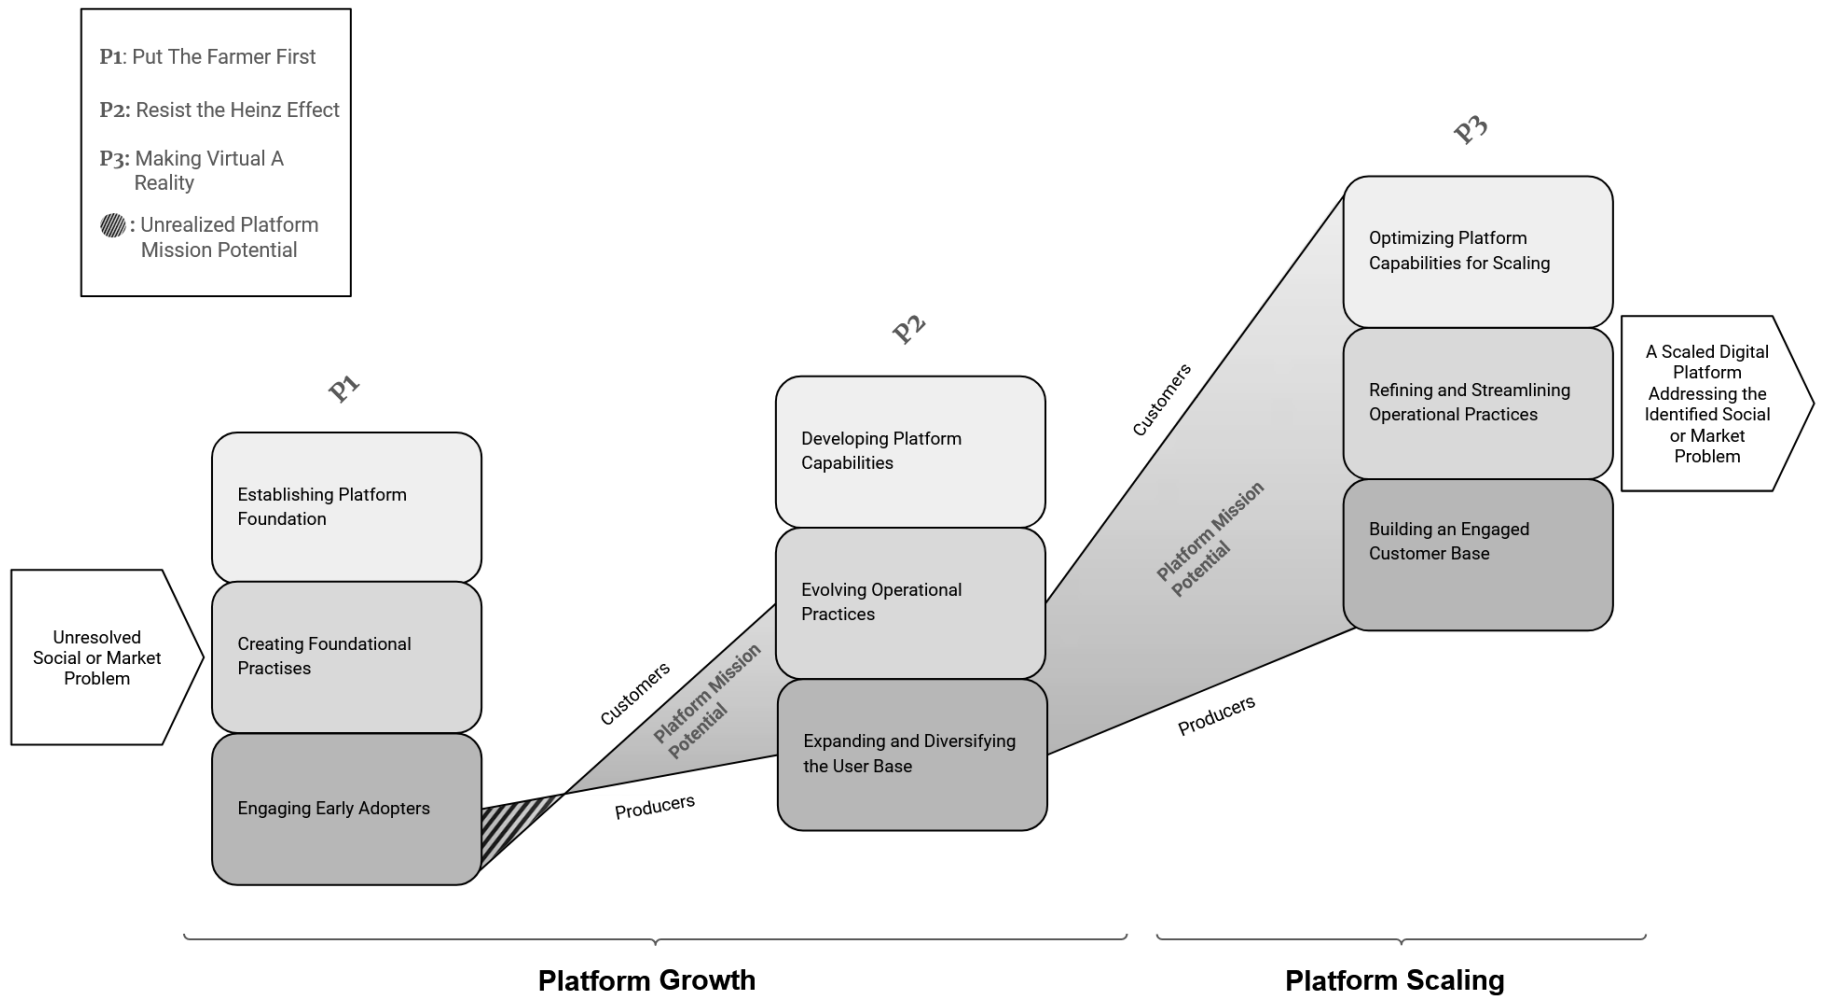 P1: Put The Farmer First
P2: Resist the Heinz Effect
P3: Making Virtual A
Reality
: Unrealized Platform
Mission Potential
P1
P2
P3
Unresolved
Social or Market
Problem
Establishing Platform
Foundation
Creating Foundational
Practises
Engaging Early Adopters
Customers
Platform Mission
Potential
Producers
Developing Platform
Capabilities
Evolving Operational
Practices
Expanding and Diversifying
the User Base
Customers
Platform Mission
Potential
Producers
Optimizing Platform
Capabilities for Scaling
Refining and Streamlining
Operational Practices
Building an Engaged
Customer Base
A Scaled Digital
Platform
Addressing the
Identified Social
or Market
Problem
Platform Growth
Platform Scaling